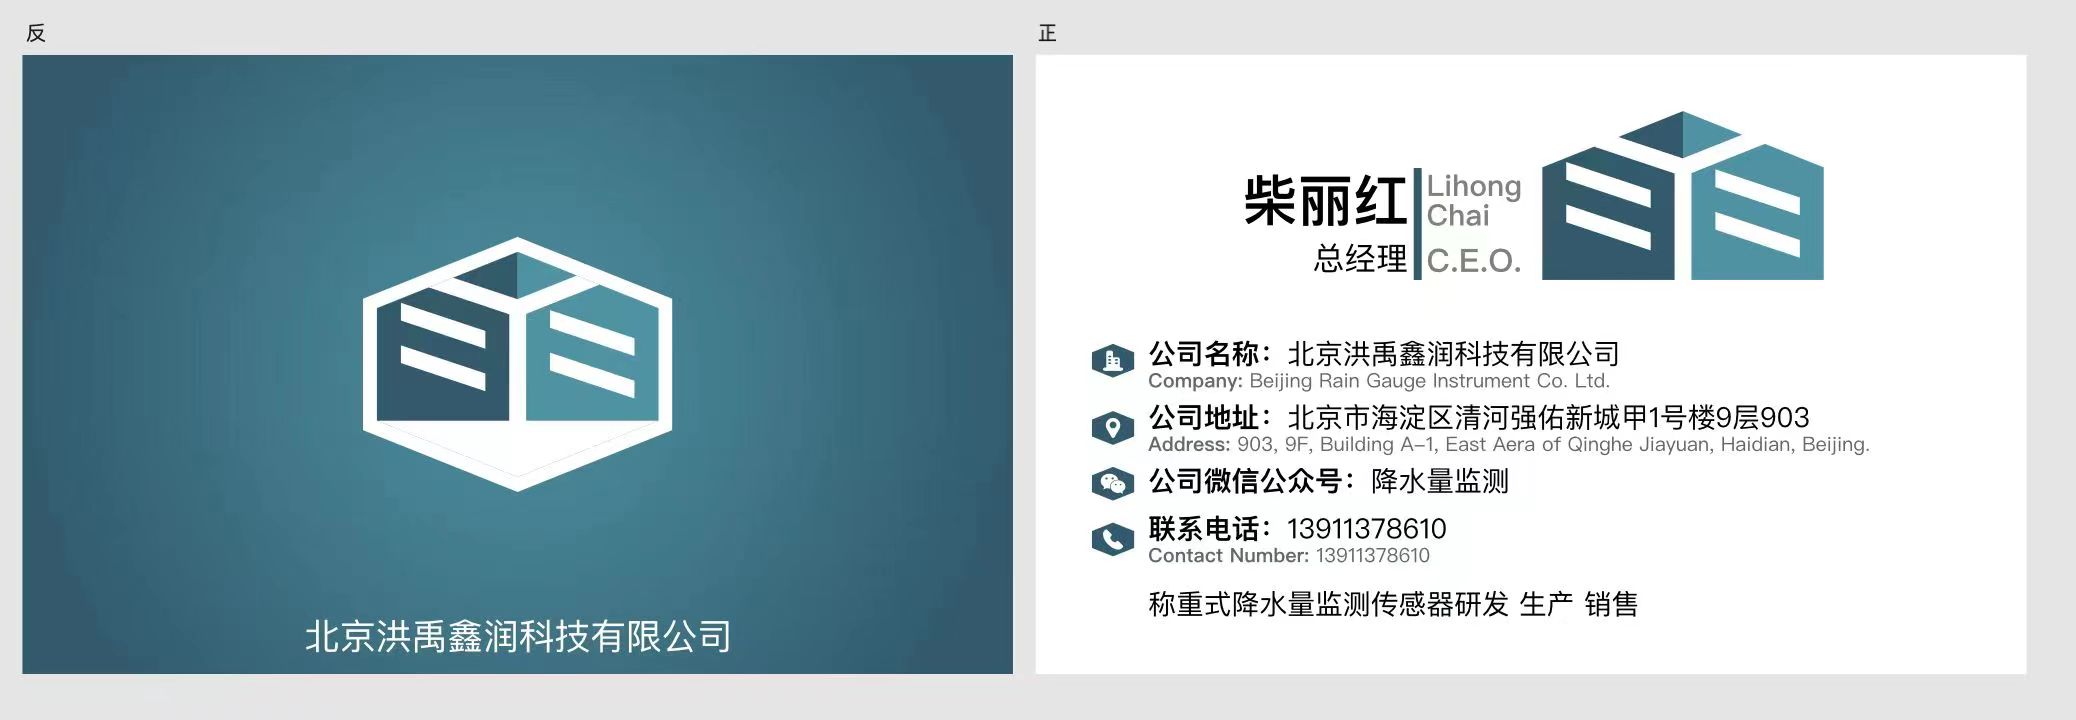 反
北京洪禹鑫润科技有限公司
正
柴丽红
总经理
Lihong
Chai
C.E.O.
公司名称：北京洪禹鑫润科技有限公司
Company: Beijing Rain Gauge Instrument Co. Ltd.
公司地址：北京市海淀区清河强佑新城甲1号楼9层903
Address: 903, 9F, Building A-1, East Aera of Qinghe Jiayuan, Haidian, Beijing.
公司微信公众号：降水量监测
联系电话：13911378610
Contact Number: 13911378610
称重式降水量监测传感器研发 生产 销售